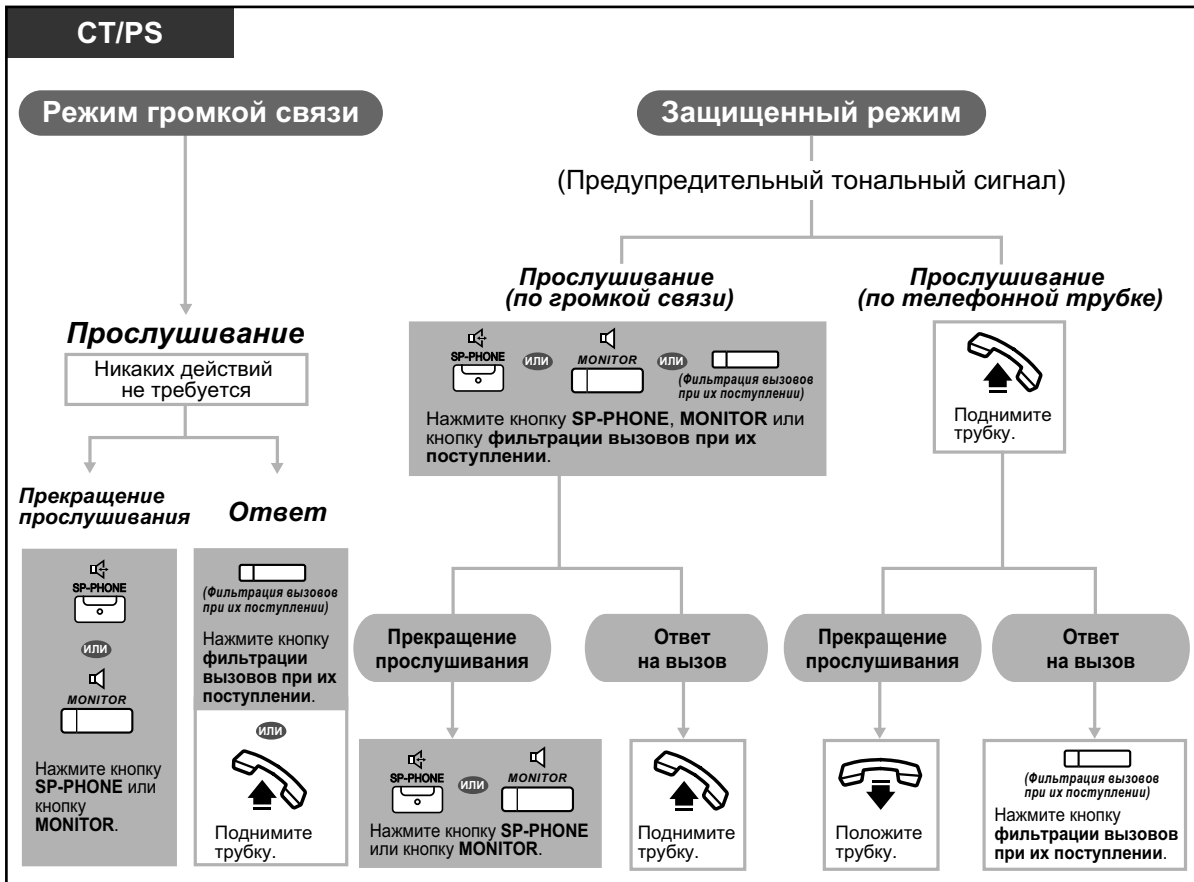 CT/PS
Режим громкой связи
Прослушивание
Никаких действий
не требуется
Прекращение
прослушивания
SP-PHONE
или
MONITOR
Нажмите кнопку
SP-PHONE или
кнопку
MONITOR.
Ответ
(Фильтрация вызовов
при их поступлении)
Нажмите кнопку
фильтрации
вызовов при их
поступлении.
или
Поднимите
трубку.
Защищенный режим
(Предупредительный тональный сигнал)
Прослушивание
(по громкой связи)
SP-PHONE
или
MONITOR
или
(Фильтрация вызовов
при их поступлении)
Нажмите кнопку SP-PHONE, MONITOR или
кнопку фильтрации вызовов при их
поступлении.
Прекращение
прослушивания
SP-PHONE
или
MONITOR
Нажмите кнопку SP-PHONE
или кнопку MONITOR.
Ответ
на вызов
Поднимите
трубку.
Прослушивание
(по телефонной трубке)
Поднимите
трубку.
Прекращение
прослушивания
Положите
трубку.
Ответ
на вызов
(Фильтрация вызовов
при их поступлении)
Нажмите кнопку
фильтрации вызовов
при их поступлении.